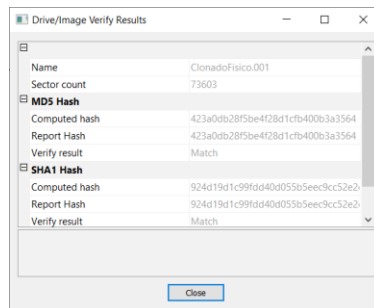 Drive/Image Verify Results
Name ClonadoFisico.001
Sector count 73603
MD5 Hash
Computed hash 423a0db28f5be4f28d1cfb400b3a3564
Report Hash 423a0db28f5be4f28d1cfb400b3a3564
Verify result Match
SHA1 Hash
Computed hash 924d19d1c99fdd40d055b5eec9cc52e2
Report Hash 924d19d1c99fdd40d055b5eec9cc52e2
Verify result Match
Close